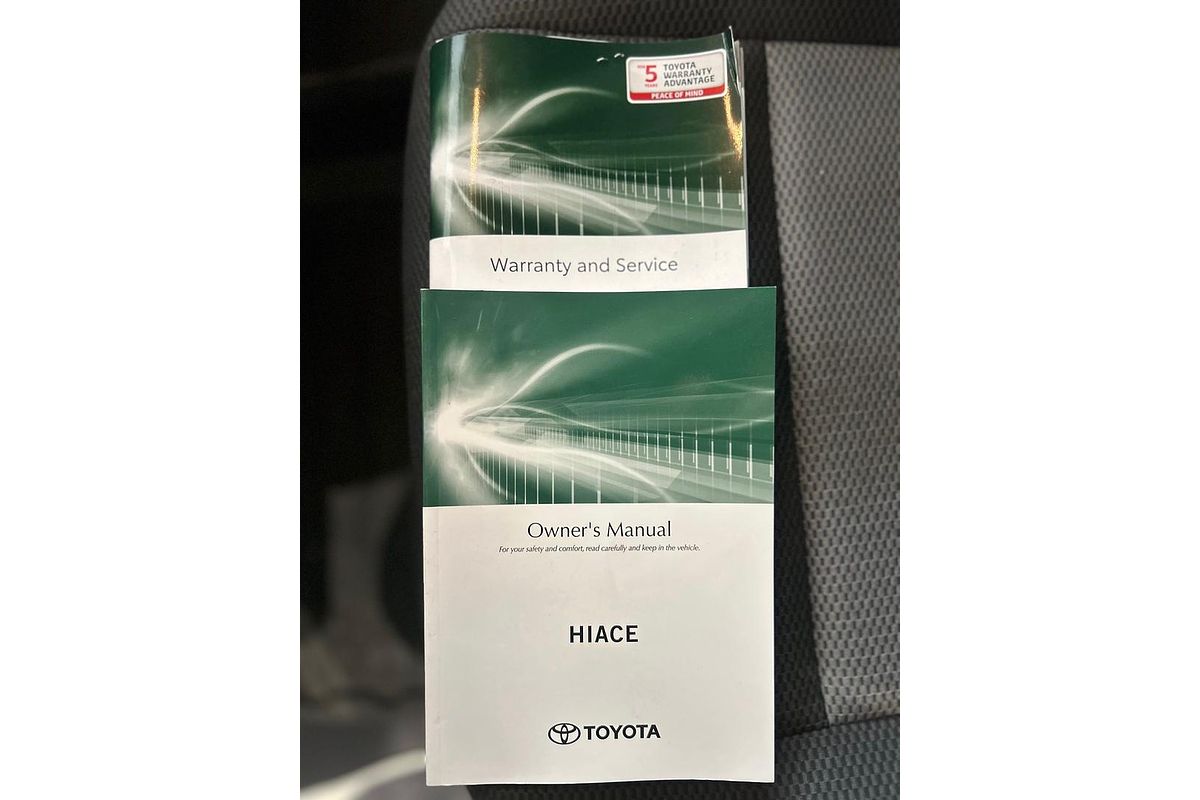 5
YEARS
TOYOTA
WARRANTY
ADVANTAGE
PEACE OF MIND
Warranty and Service
Owner's Manual
For your safety and comfort, read carefully and keep in the vehicle.
HIACE
TOYOTA